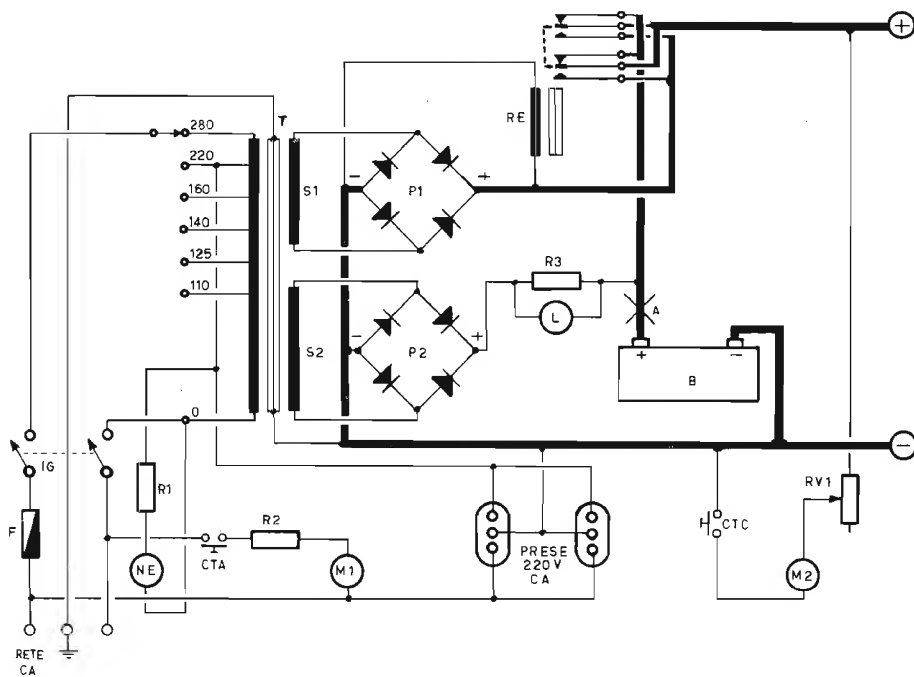 +
280
T
220
RE
160
S1
-
P1
+
140
125
110
R3
L
A
S2
-
P2
+
+
-
B
0
-
IG
R1
R2
RV1
CTC
F
CTA
NE
M1
PRESE
220V
CA
M2
RETE
CA